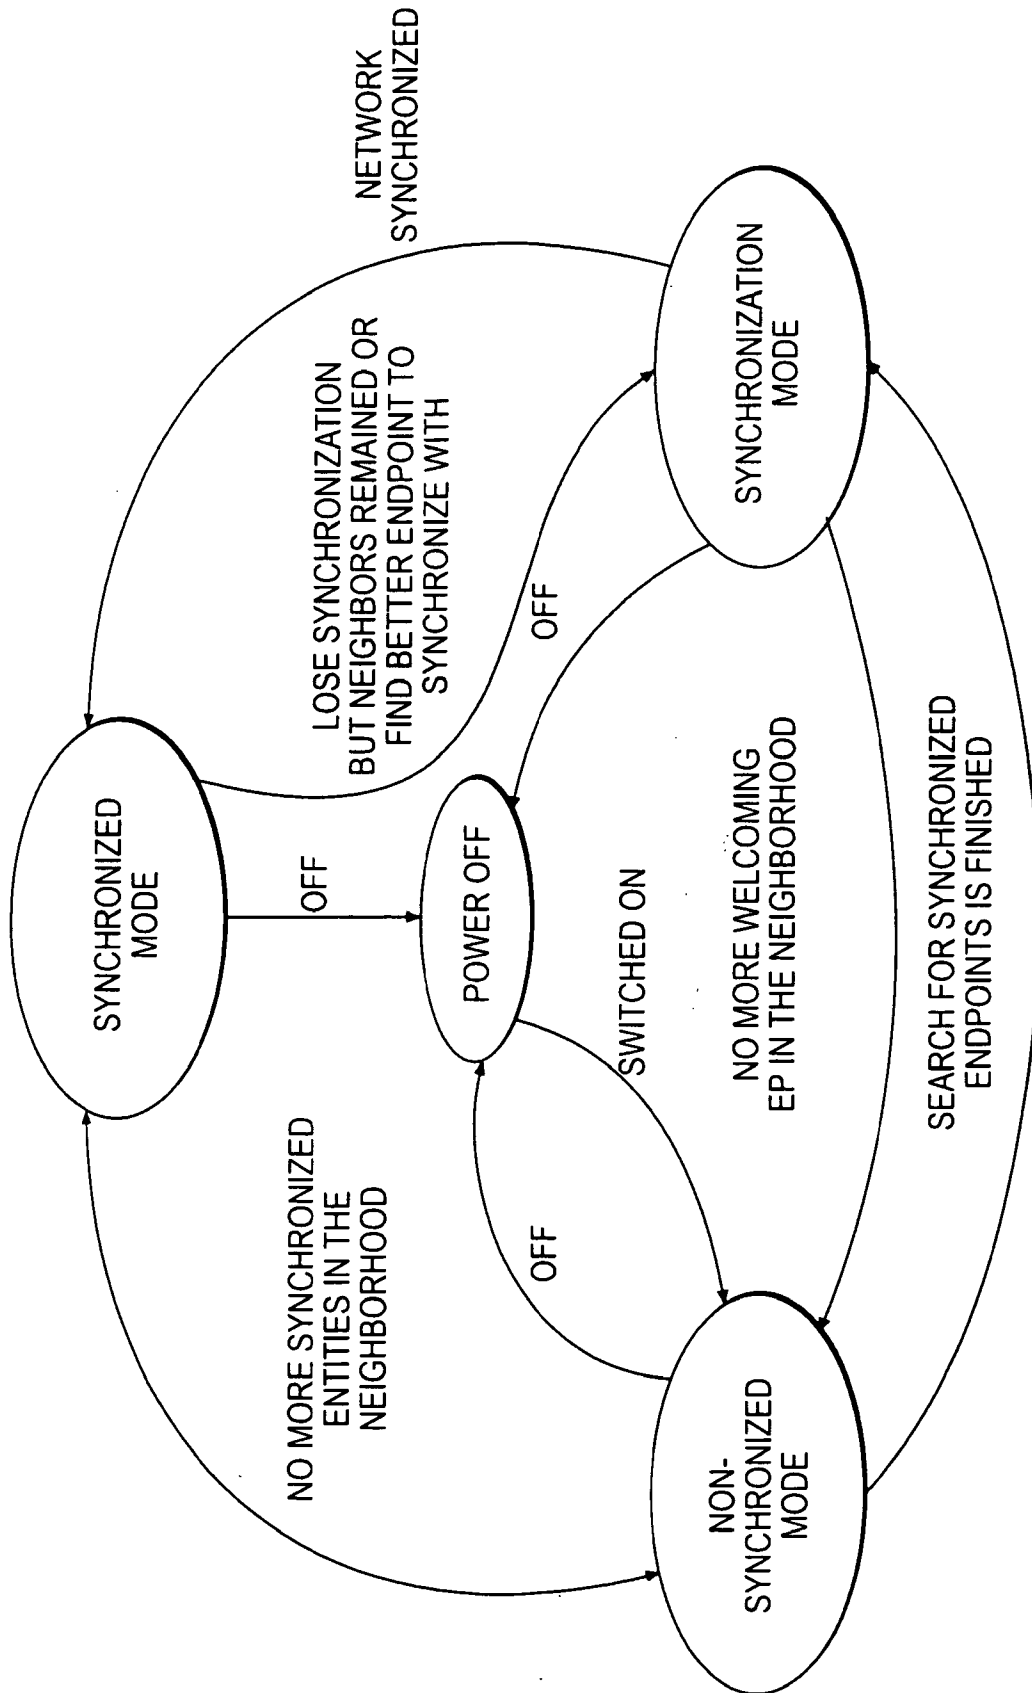 SYNCHRONIZED
MODE
NETWORK
SYNCHRONIZED
NO MORE SYNCHRONIZED
ENTITIES IN THE
NEIGHBORHOOD
OFF
LOSE SYNCHRONIZATION
BUT NEIGHBORS REMAINED OR
FIND BETTER ENDPOINT TO
SYNCHRONIZE WITH
POWER OFF
OFF
SWITCHED ON
OFF
NON-
SYNCHRONIZED
MODE
NO MORE WELCOMING
EP IN THE NEIGHBORHOOD
SYNCHRONIZATION
MODE
SEARCH FOR SYNCHRONIZED
ENDPOINTS IS FINISHED